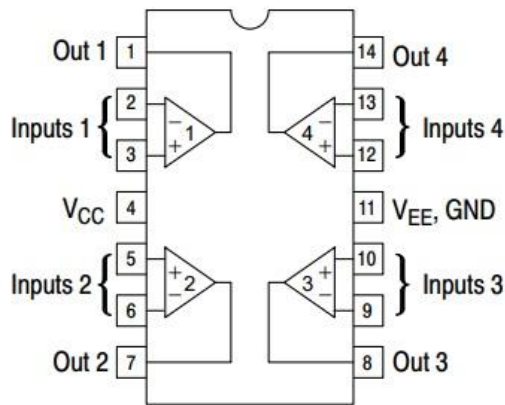 Out 1 1 14 Out 4
Inputs 1 { 2 − − 13 } Inputs 4
1 4
3 + + 12
VCC 4 11 VEE, GND
Inputs 2 { 5 + + 10 } Inputs 3
2 3
6 − − 9
Out 2 7 8 Out 3